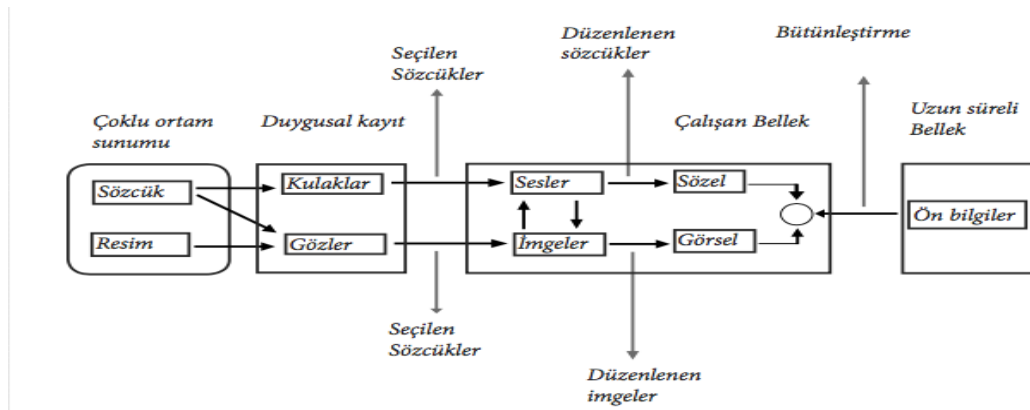 Seçilen
Sözcükler
Düzenlenen
sözcükler
Bütünleştirme
Çoklu ortam
sunumu
Duygusal kayıt
Çalışan Bellek
Uzun süreli
Bellek
Sözcük
Kulaklar
Sesler
Sözel
Ön bilgiler
Resim
Gözler
İmgeler
Görsel
Seçilen
Sözcükler
Düzenlenen
imgeler